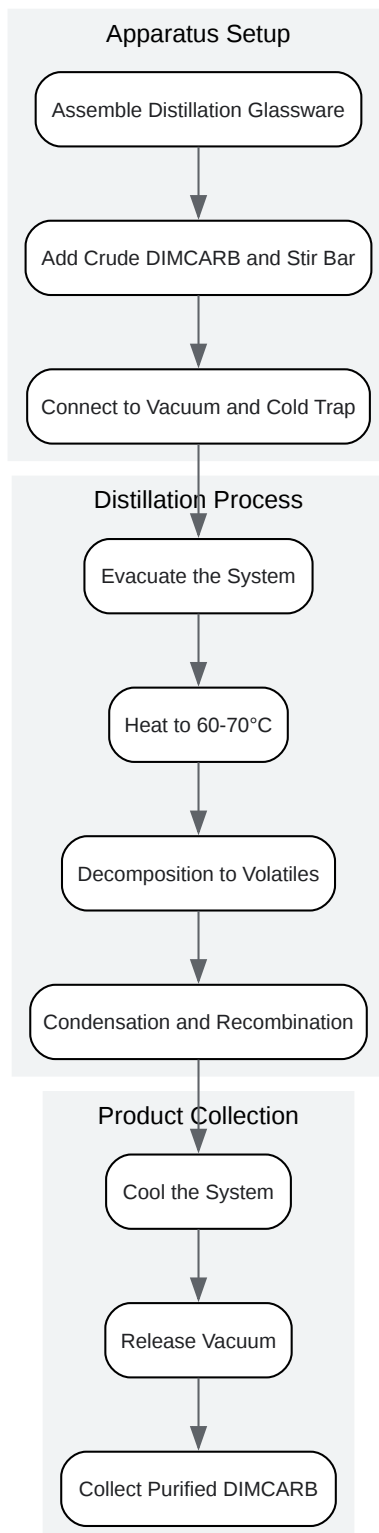 Apparatus Setup
Assemble Distillation Glassware
Add Crude DIMCARB and Stir Bar
Connect to Vacuum and Cold Trap
Distillation Process
Evacuate the System
Heat to 60-70°C
Decomposition to Volatiles
Condensation and Recombination
Product Collection
Cool the System
Release Vacuum
Collect Purified DIMCARB